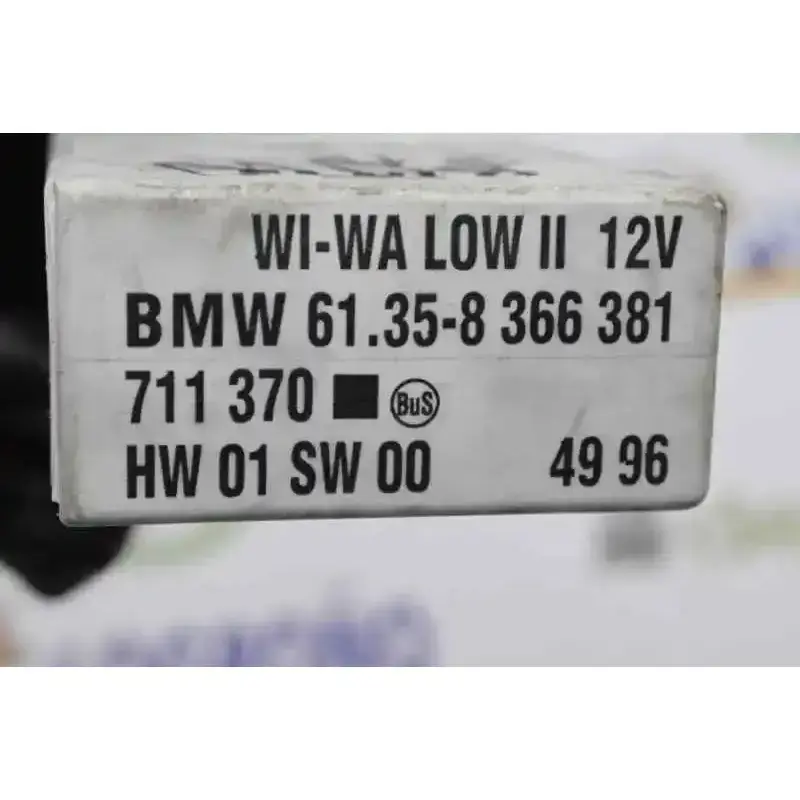 WI-WA LOW II 12V
BMW 61.35-8 366 381
711 370 BuS
HW 01 SW 00 49 96